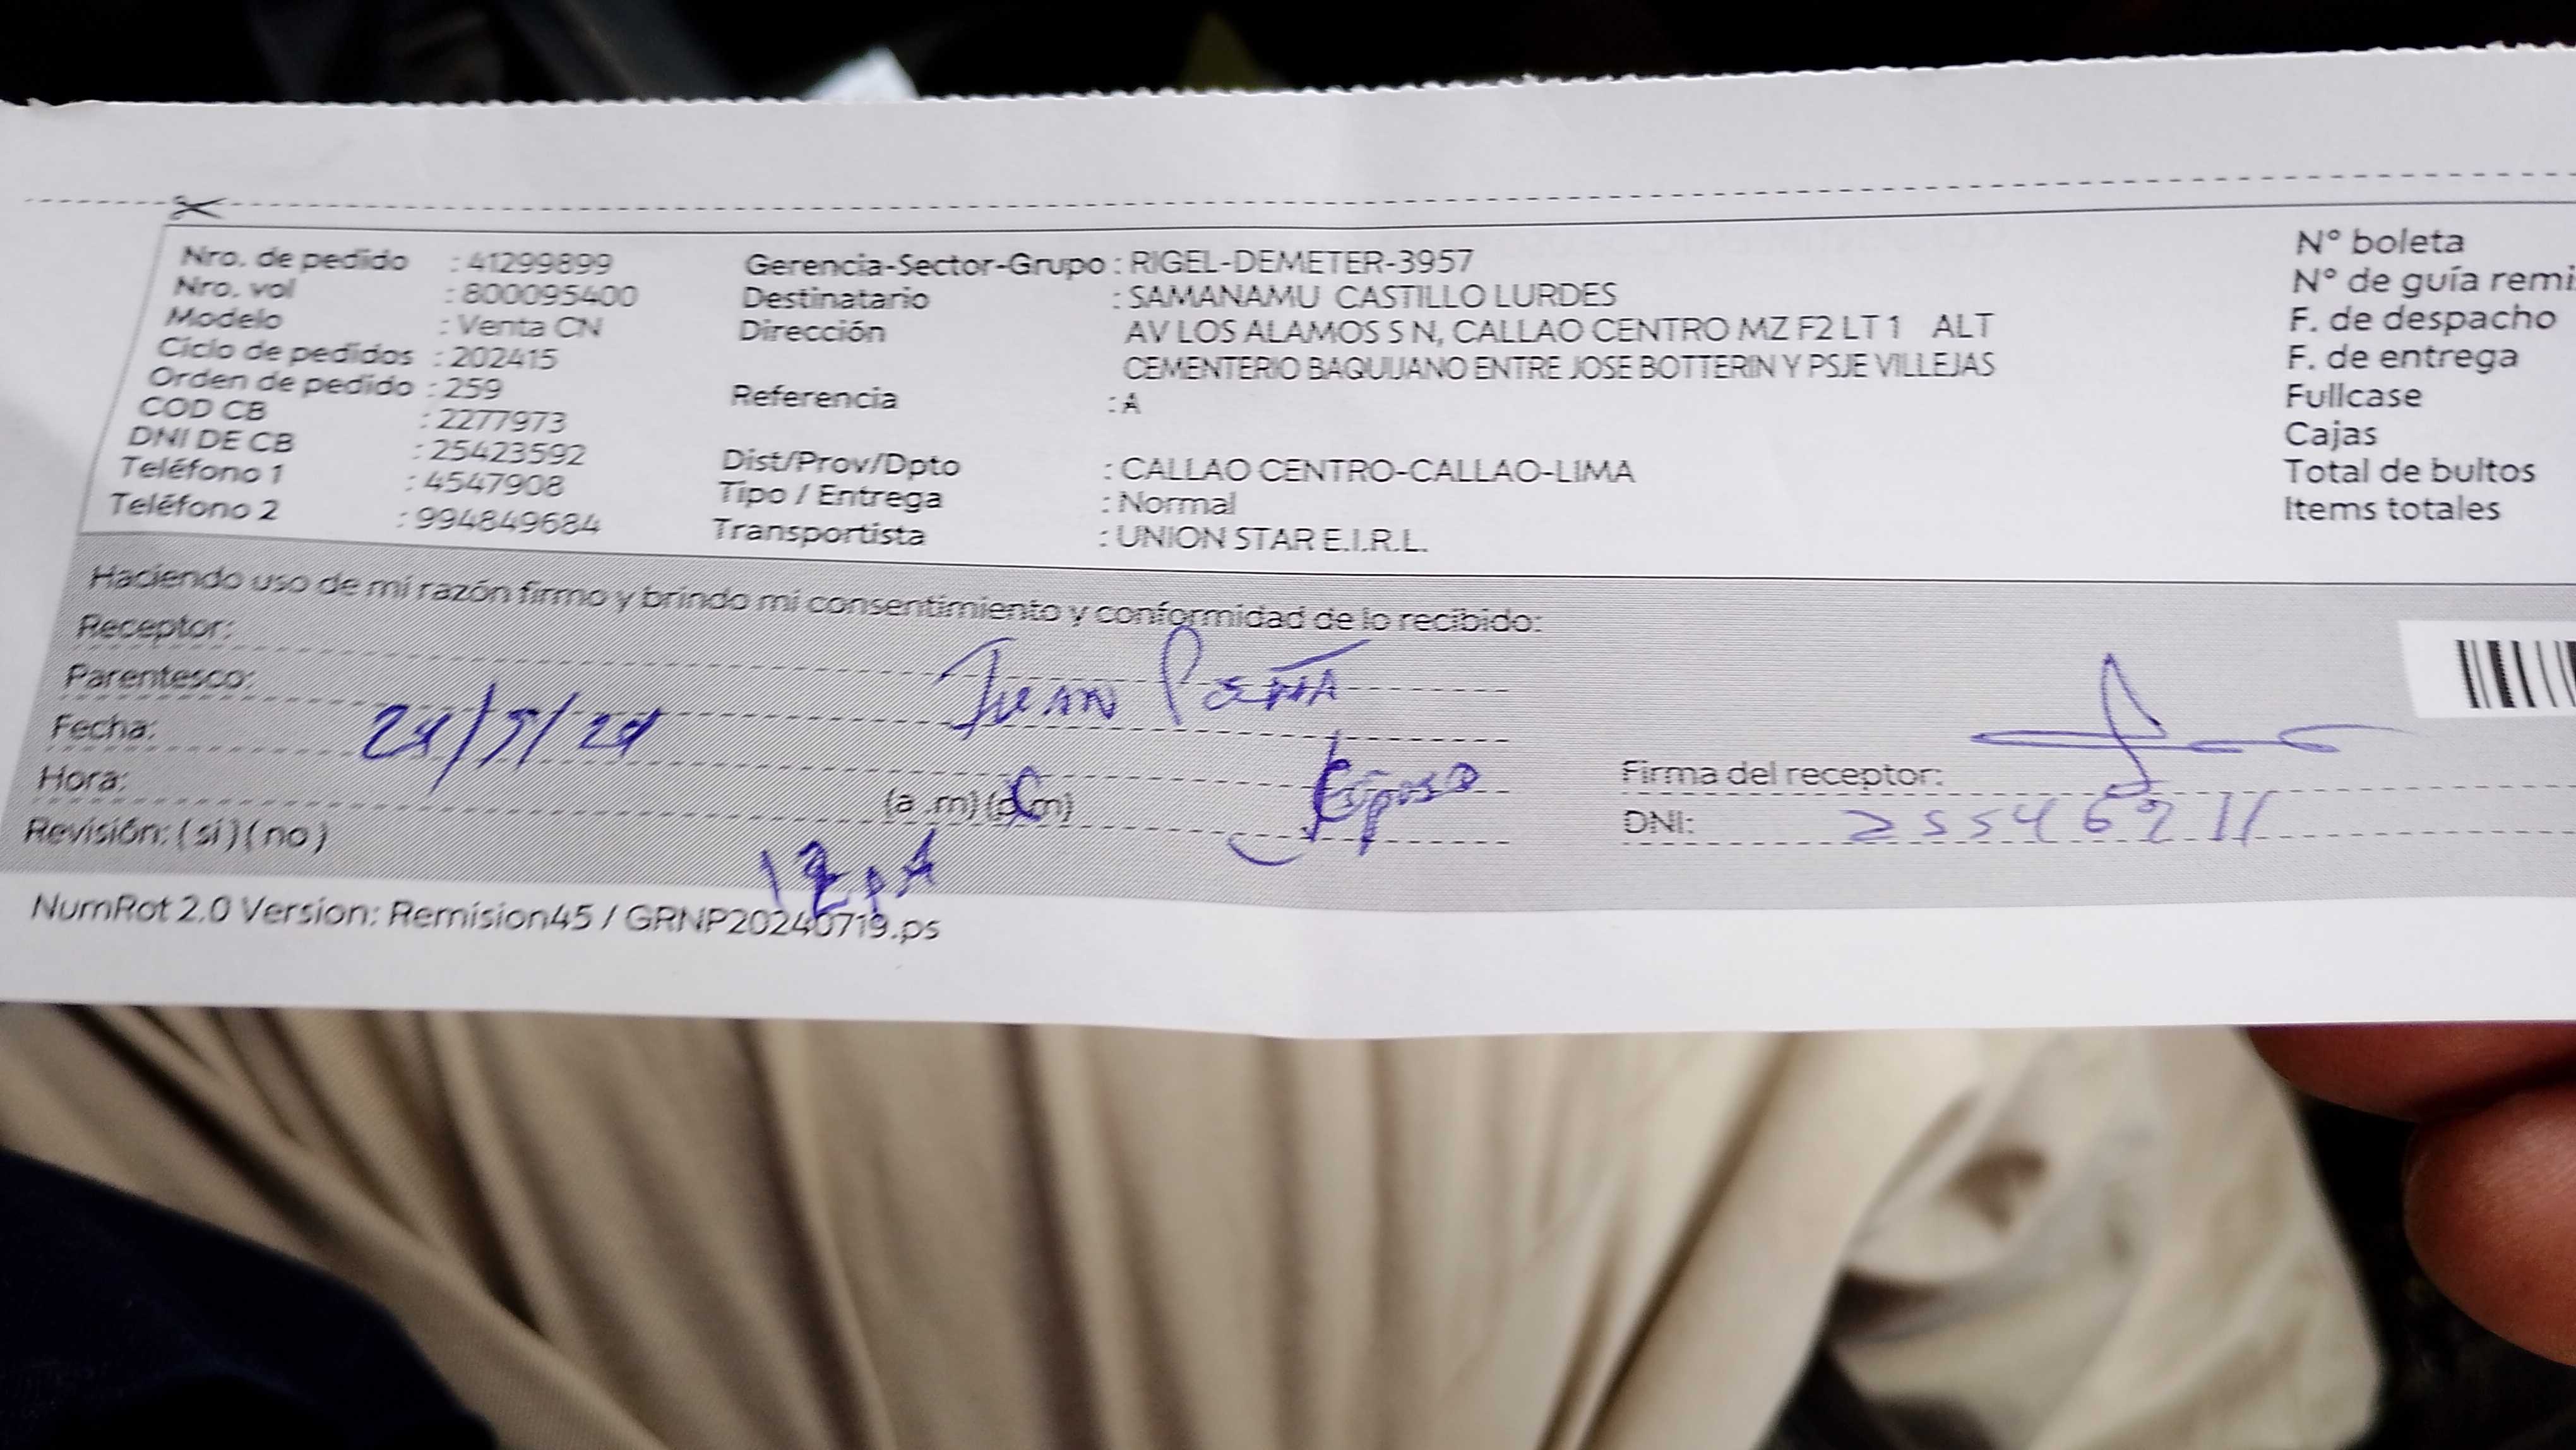 Nro. de pedido : 41299899
Nro. vol : 800095400
Modelo : Venta CN
Ciclo de pedidos : 202415
Orden de pedido : 259
COD CB : 2277973
DNI DE CB : 25423592
Teléfono 1 : 4547908
Teléfono 2 : 994849684
Gerencia-Sector-Grupo : RIGEL-DEMETER-3957
Destinatario : SAMANAMU CASTILLO LURDES
Dirección AV LOS ALAMOS S N, CALLAO CENTRO MZ F2 LT 1 ALT
CEMENTERIO BAQUIJANO ENTRE JOSE BOTTERIN Y PSJE VILLEJAS
Referencia : A
Dist/Prov/Dpto : CALLAO CENTRO-CALLAO-LIMA
Tipo / Entrega : Normal
Transportista : UNION STAR E.I.R.L.
Nº boleta
Nº de guía remi
F. de despacho
F. de entrega
Fullcase
Cajas
Total de bultos
Items totales
Haciendo uso de mi razón firmo y brindo mi consentimiento y conformidad de lo recibido:
Receptor: Juan Peña
Parentesco: Esposo
Fecha:
Hora: (a .m) (p.m)
Revisión: ( si ) ( no )
Firma del receptor:
DNI: 25546211
NumRot 2.0 Version: Remision45 / GRNP20240719.ps